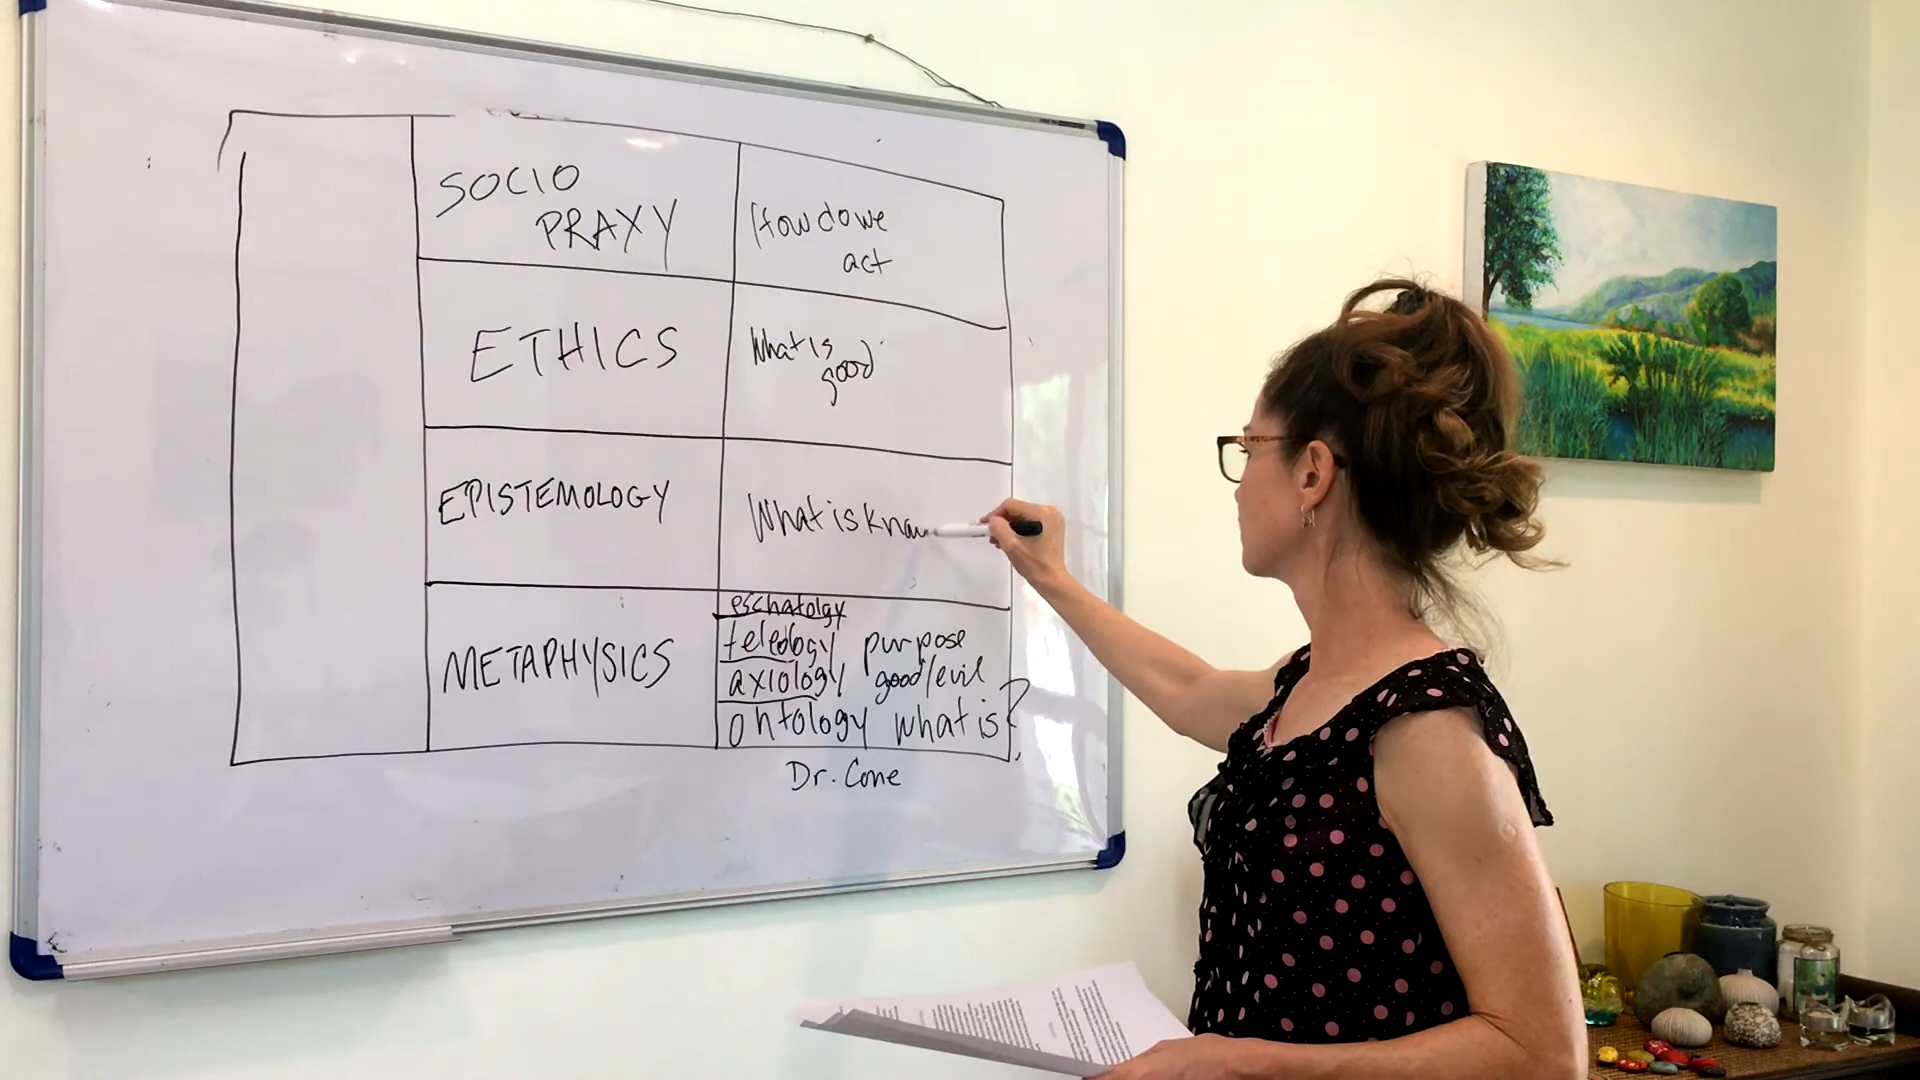 SOCIO
PRAXY
How do we
act
ETHICS
What is
good
EPISTEMOLOGY
What is know
METAPHYSICS
eschatolgy
teleology purpose
axiology good/evil
ontology what is?
Dr. Cone